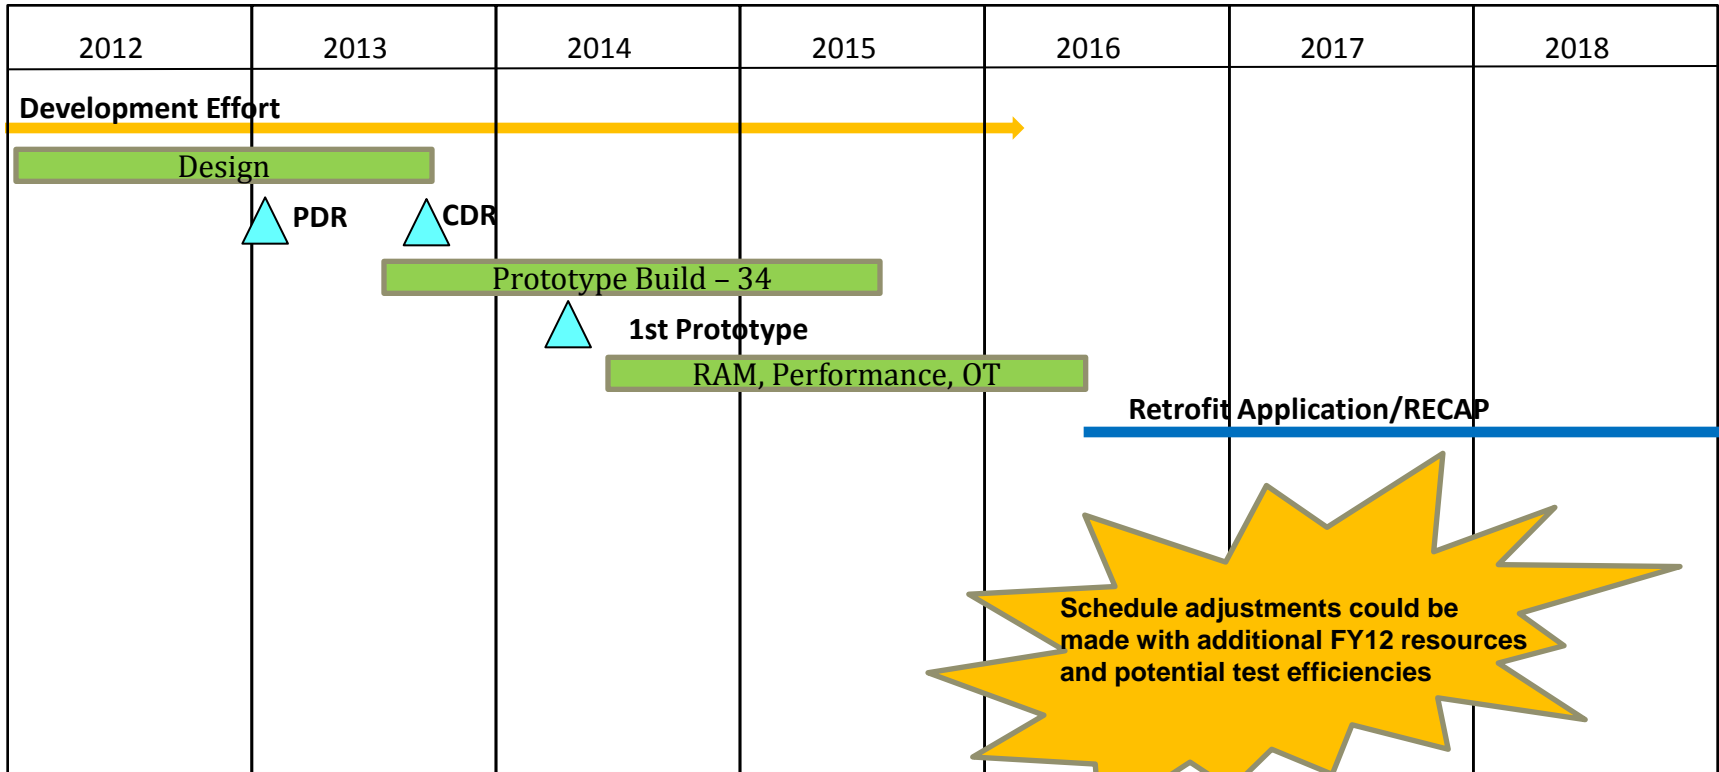 2012 2013 2014 2015 2016 2017 2018
Development Effort
Design
PDR
CDR
Prototype Build – 34
1st Prototype
RAM, Performance, OT
Retrofit Application/RECAP
Schedule adjustments could be
made with additional FY12 resources
and potential test efficiencies